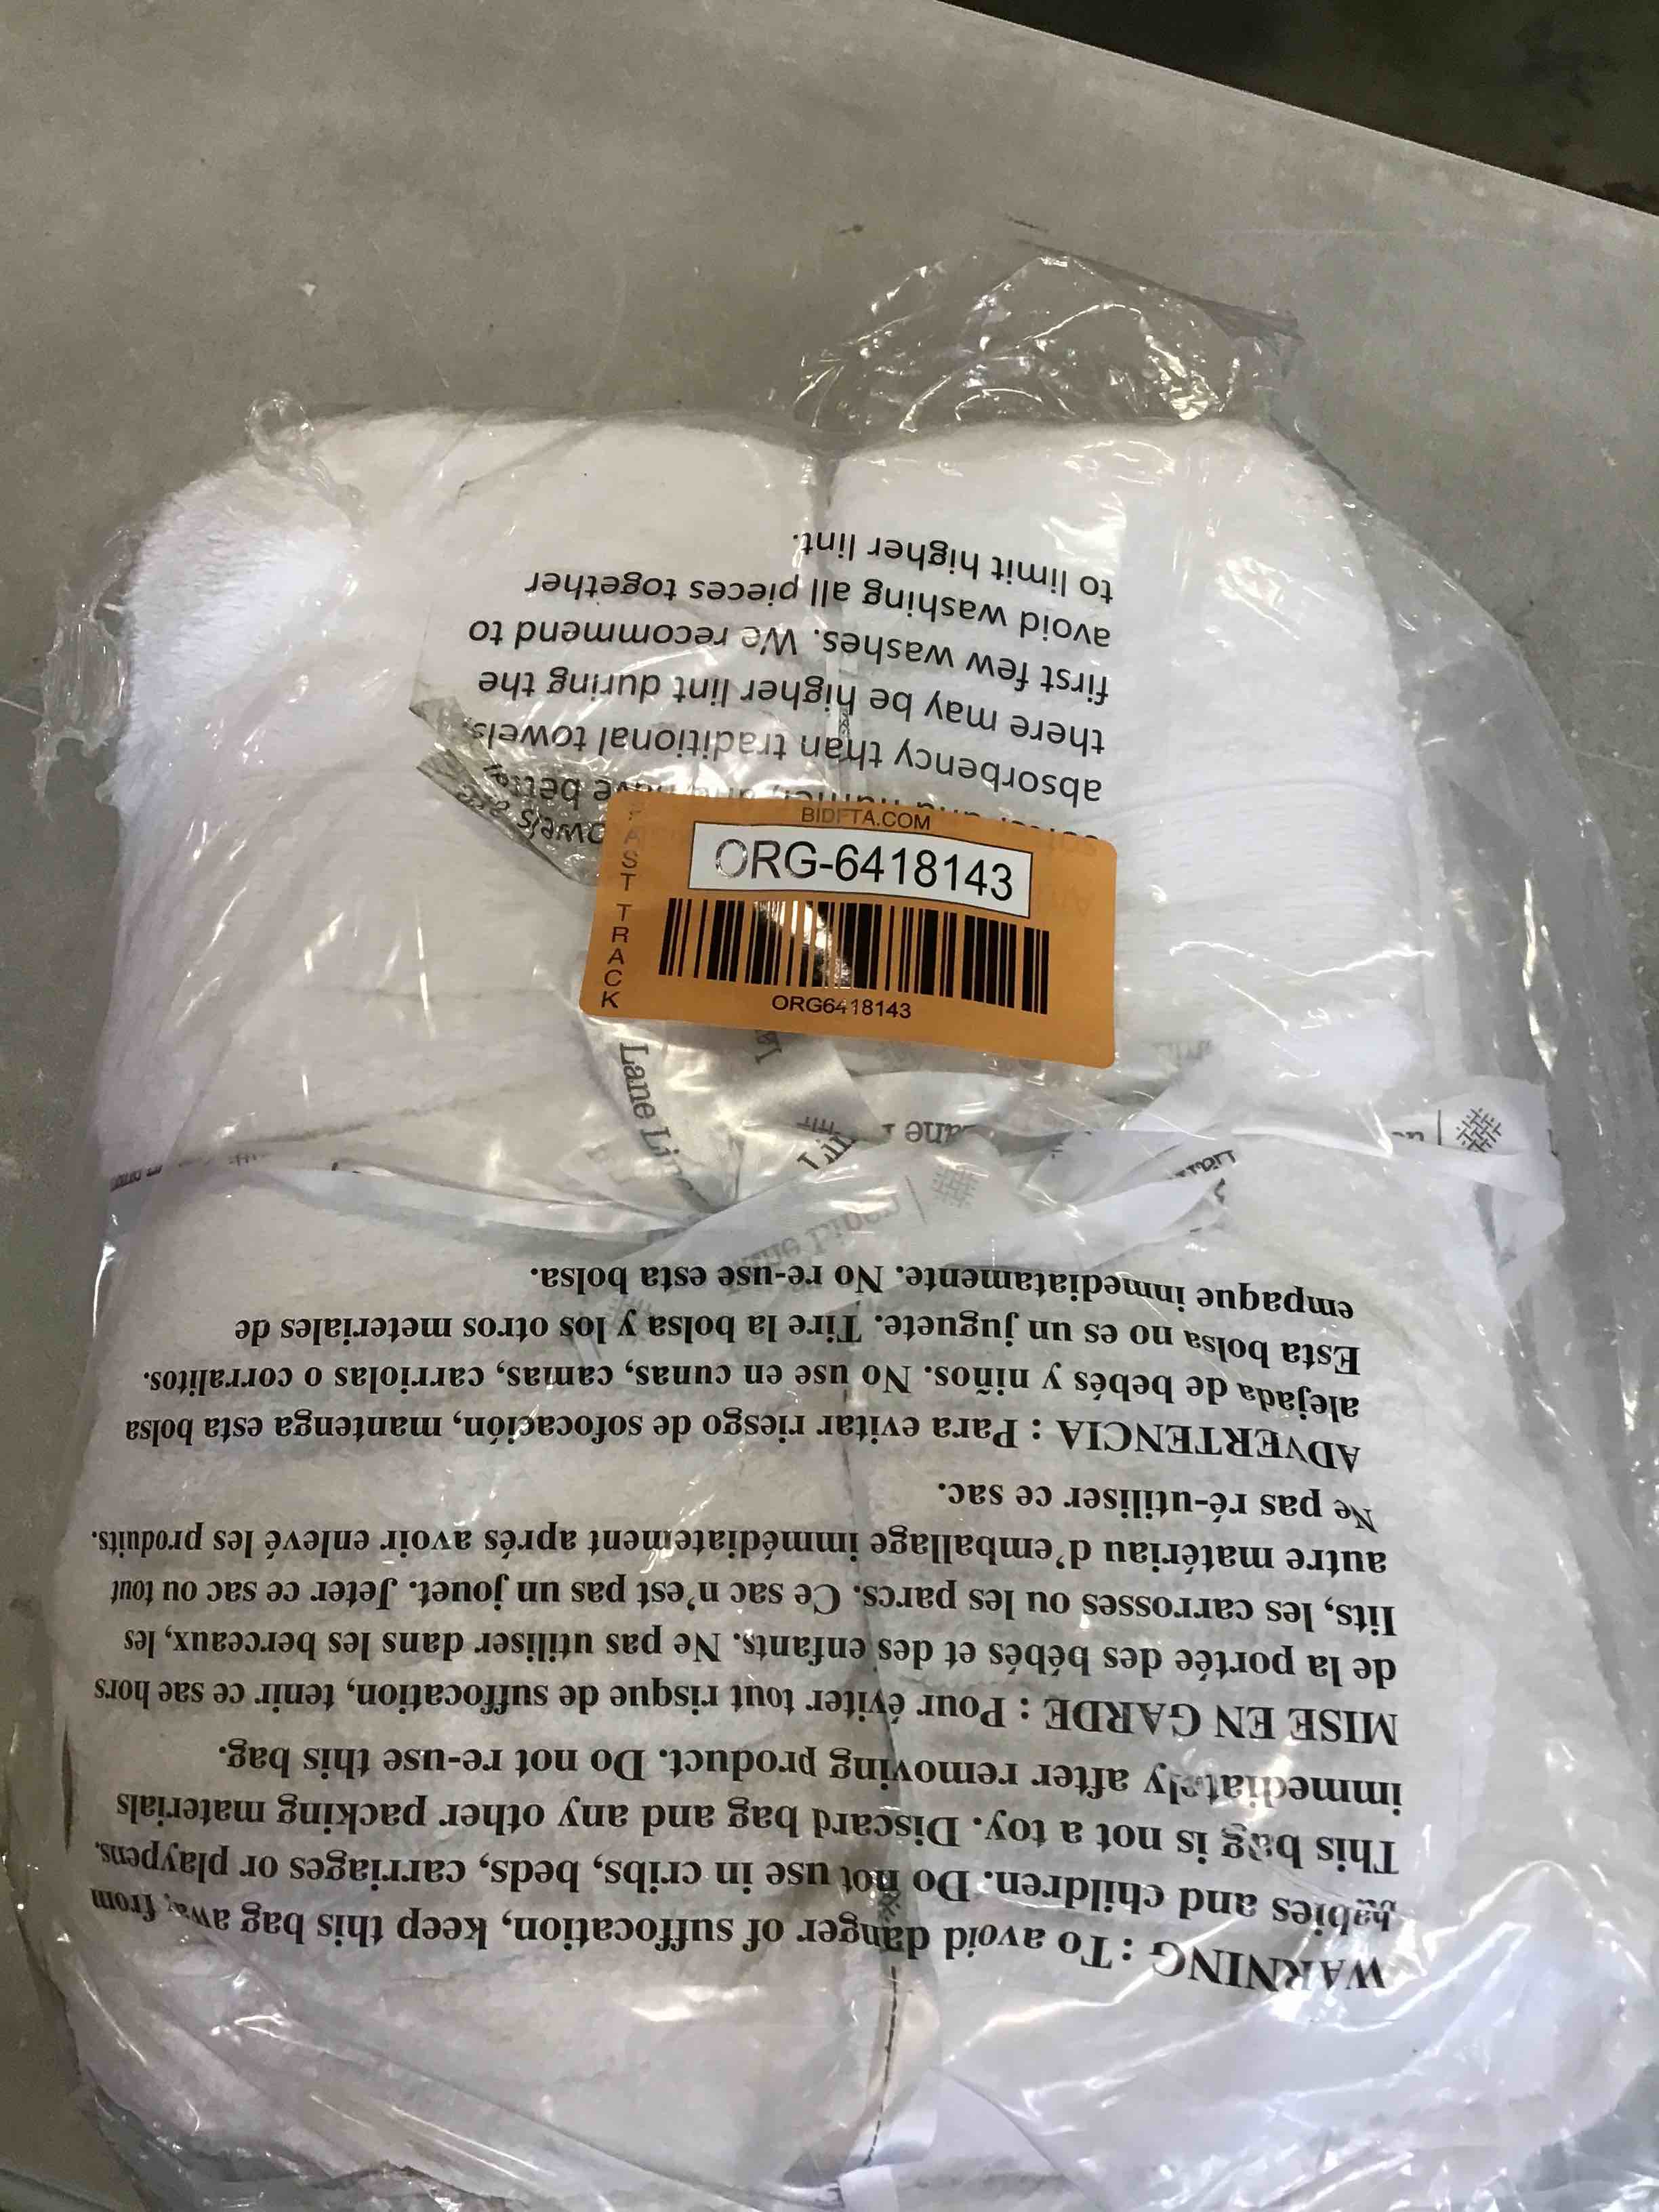 WARNING : To avoid danger of suffocation, keep this bag away from
babies and children. Do not use in cribs, beds, carriages or playpens.
This bag is not a toy. Discard bag and any other packing materials
immediately after removing product. Do not re-use this bag.
MISE EN GARDE : Pour éviter tout risque de suffocation, tenir ce sac hors
de la portée des bébés et des enfants. Ne pas utiliser dans les berceaux, les
lits, les carrosses ou les parcs. Ce sac n'est pas un jouet. Jeter ce sac ou tout
autre matériau d'emballage immédiatement aprés avoir enlevé les produits.
Ne pas ré-utiliser ce sac.
ADVERTENCIA : Para evitar riesgo de sofocación, mantenga esta bolsa
alejada de bebés y niños. No use en cunas, camas, carriolas o corralitos.
Esta bolsa no es un juguete. Tire la bolsa y los otros meteriales de
empaque inmediatamente. No re-use esta bolsa.
Lane Linen
Lane
BIDFTA.COM
ORG-6418143
ORG6418143
FAST TRACK
absorbency than traditional towels,
there may be higher lint during the
first few washes. We recommend to
avoid washing all pieces together
to limit higher lint.